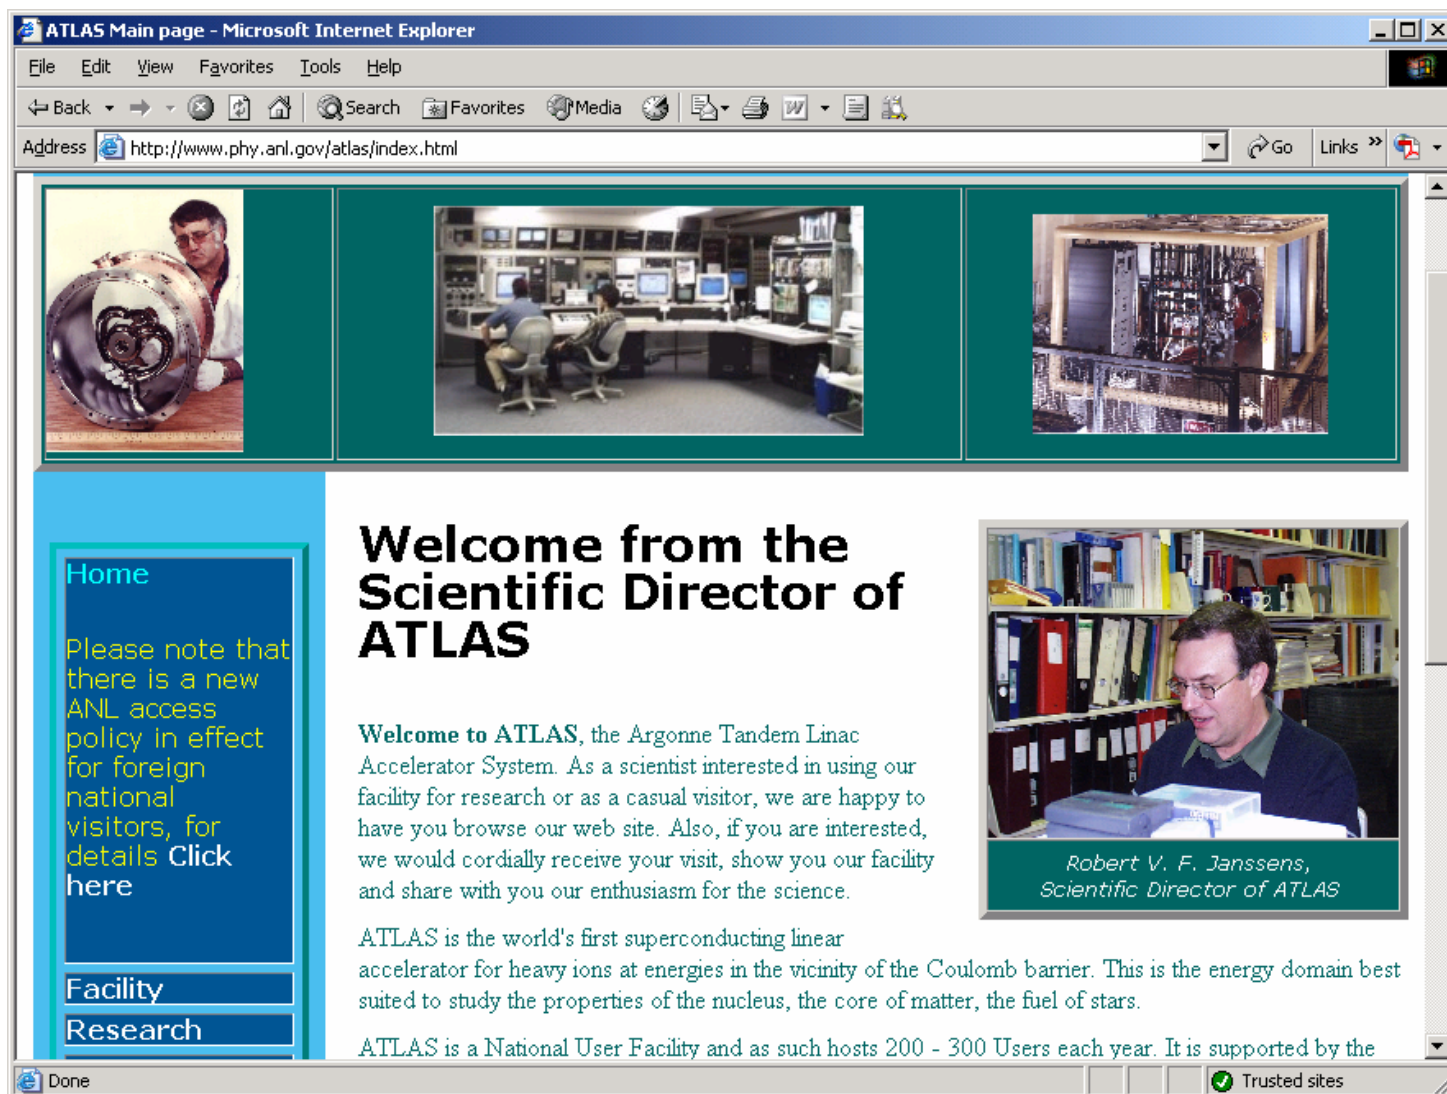 ATLAS Main page - Microsoft Internet Explorer
File Edit View Favorites Tools Help
Back Search Favorites Media
Address http://www.phy.anl.gov/atlas/index.html Go Links »
Welcome from the
Scientific Director of
ATLAS
Home
Please note that
there is a new
ANL access
policy in effect
for foreign
national
visitors, for
details Click
here
Facility
Research
Welcome to ATLAS, the Argonne Tandem Linac
Accelerator System. As a scientist interested in using our
facility for research or as a casual visitor, we are happy to
have you browse our web site. Also, if you are interested,
we would cordially receive your visit, show you our facility
and share with you our enthusiasm for the science.
Robert V. F. Janssens,
Scientific Director of ATLAS
ATLAS is the world's first superconducting linear
accelerator for heavy ions at energies in the vicinity of the Coulomb barrier. This is the energy domain best
suited to study the properties of the nucleus, the core of matter, the fuel of stars.
ATLAS is a National User Facility and as such hosts 200 - 300 Users each year. It is supported by the
Done Trusted sites